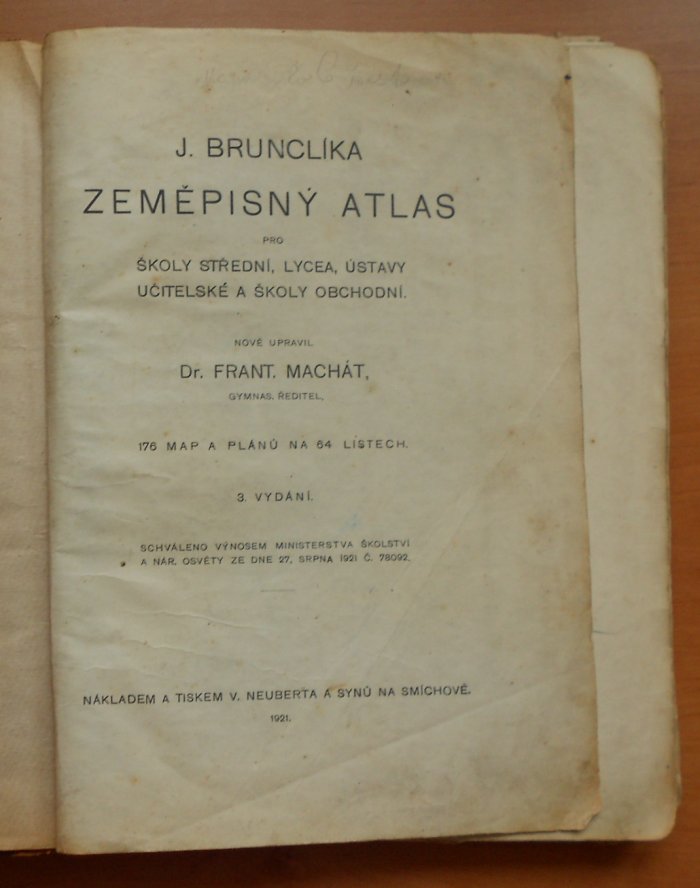 J. BRUNCLÍKA
ZEMĚPISNÝ ATLAS
PRO
ŠKOLY STŘEDNÍ, LYCEA, ÚSTAVY
UČITELSKÉ A ŠKOLY OBCHODNÍ.
NOVĚ UPRAVIL
Dr. FRANT. MACHÁT,
GYMNAS. ŘEDITEL,
176 MAP A PLÁNŮ NA 64 LISTECH.
3. VYDÁNÍ.
SCHVÁLENO VÝNOSEM MINISTERSTVA ŠKOLSTVÍ
A NÁR. OSVĚTY ZE DNE 27. SRPNA 1921 Č. 78092.
NÁKLADEM A TISKEM V. NEUBERTA A SYNŮ NA SMÍCHOVĚ.
1921.